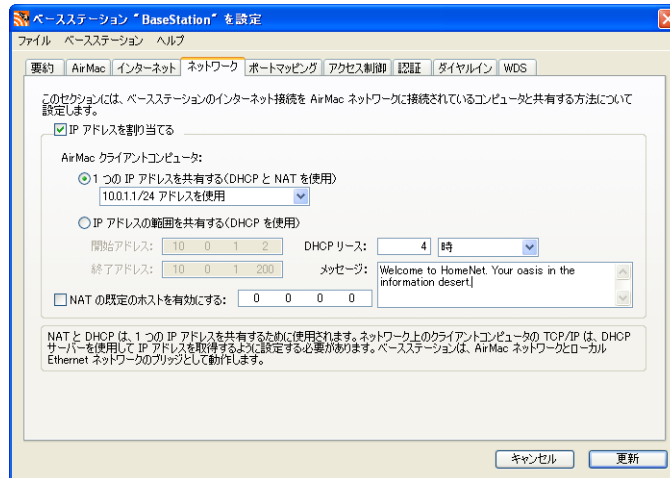 ベースステーション “BaseStation” を設定
ファイル ベースステーション ヘルプ
要約 AirMac インターネット ネットワーク ポートマッピング アクセス制御 認証 ダイヤルイン WDS
このセクションには、ベースステーションのインターネット接続を AirMac ネットワークに接続されているコンピュータと共有する方法について
設定します。
IP アドレスを割り当てる
AirMac クライアントコンピュータ:
1 つの IP アドレスを共有する(DHCP と NAT を使用)
10.0.1.1/24 アドレスを使用
IP アドレスの範囲を共有する(DHCP を使用)
開始アドレス: 10 0 1 2 DHCP リース: 4 時
終了アドレス: 10 0 1 200 メッセージ: Welcome to HomeNet. Your oasis in the
information desert.
NAT の既定のホストを有効にする: 0 0 0 0
NAT と DHCP は、1 つの IP アドレスを共有するために使用されます。ネットワーク上のクライアントコンピュータの TCP/IP は、DHCP
サーバーを使用して IP アドレスを取得するように設定する必要があります。ベースステーションは、AirMac ネットワークとローカル
Ethernet ネットワークのブリッジとして動作します。
キャンセル 更新